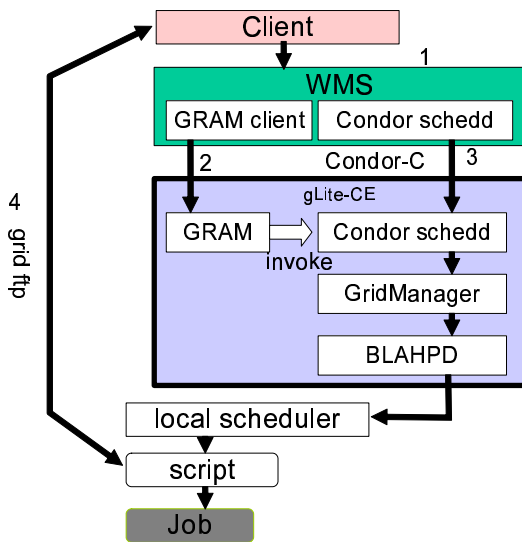 Client
1
WMS
GRAM client
Condor schedd
2
Condor-C
3
gLite-CE
4 grid ftp
GRAM
invoke
Condor schedd
GridManager
BLAHPD
local scheduler
script
Job